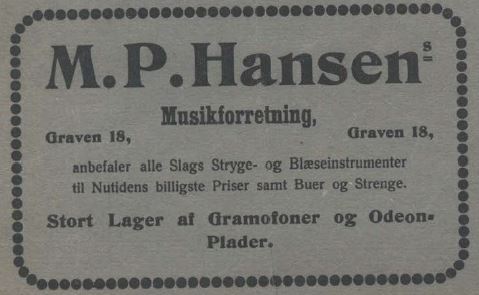 M.P.Hansens
Musikforretning,
Graven 18, Graven 18,
anbefaler alle Slags Stryge- og Blæseinstrumenter
til Nutidens billigste Priser samt Buer og Strenge.
Stort Lager af Gramofoner og Odeon-
Plader.